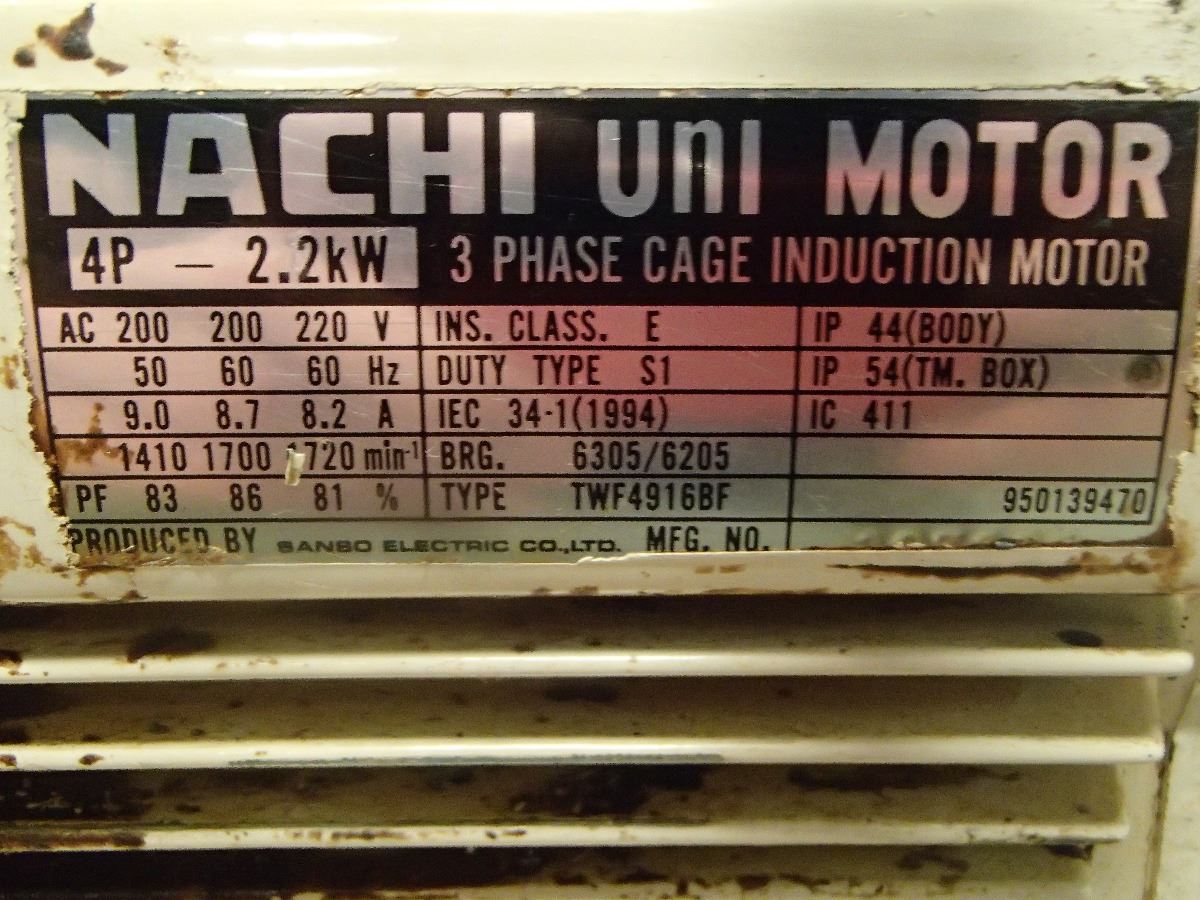 NACHI UNI MOTOR
4P — 2.2kW 3 PHASE CAGE INDUCTION MOTOR
AC 200 200 220 V INS. CLASS. E IP 44(BODY)
50 60 60 Hz DUTY TYPE S1 IP 54(TM. BOX)
9.0 8.7 8.2 A IEC 34-1(1994) IC 411
1410 1700 1720 min-1 BRG. 6305/6205
PF 83 86 81 % TYPE TWF4916BF 950139470
PRODUCED BY SANBO ELECTRIC CO.,LTD. MFG. NO.